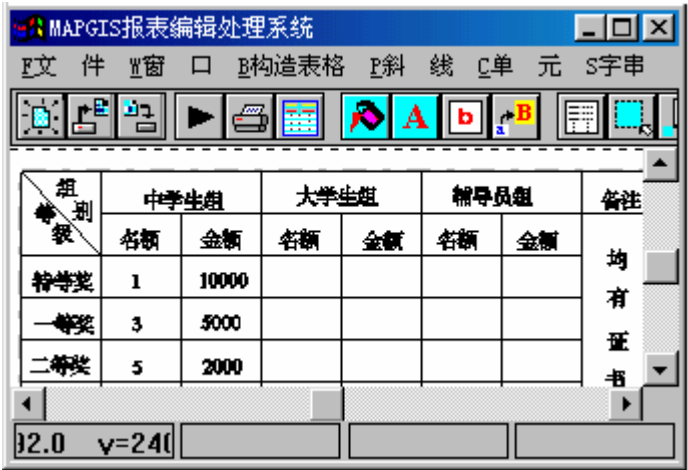 MAPGIS报表编辑处理系统
F文 件 W窗 口 B构造表格 P斜 线 C单 元 S字串
A b a B
组别 等级 中学生组 大学生组 辅导员组 备注
名额 金额 名额 金额 名额 金额
特等奖 1 10000
一等奖 3 5000
二等奖 5 2000
均有证书
92.0 v=240